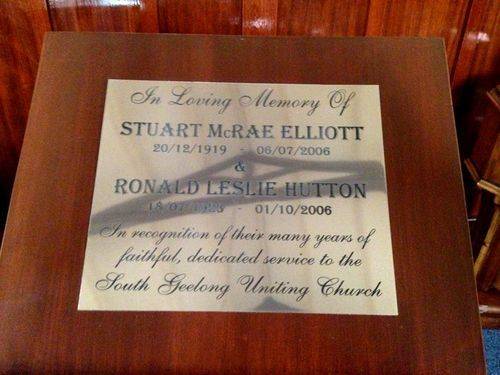 In Loving Memory Of
STUART McRAE ELLIOTT
20/12/1919 - 06/07/2006
&
RONALD LESLIE HUTTON
- 01/10/2006
In recognition of their many years of
faithful, dedicated service to the
South Geelong Uniting Church